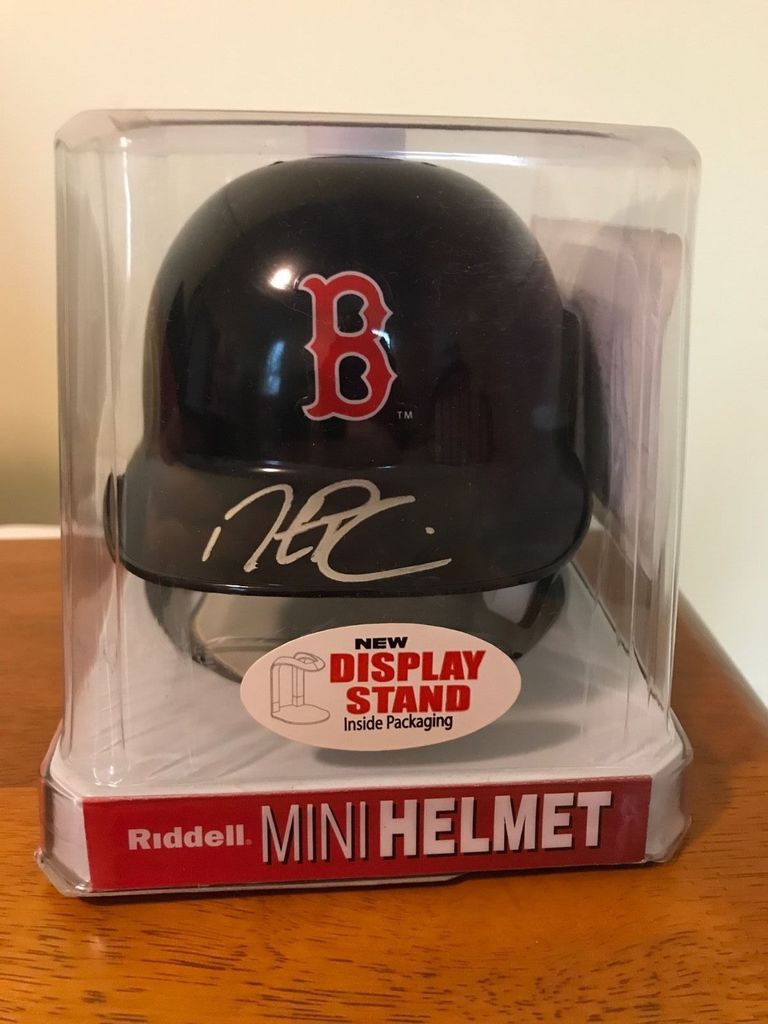 B
TM
NEW
DISPLAY
STAND
Inside Packaging
Riddell. MINI HELMET